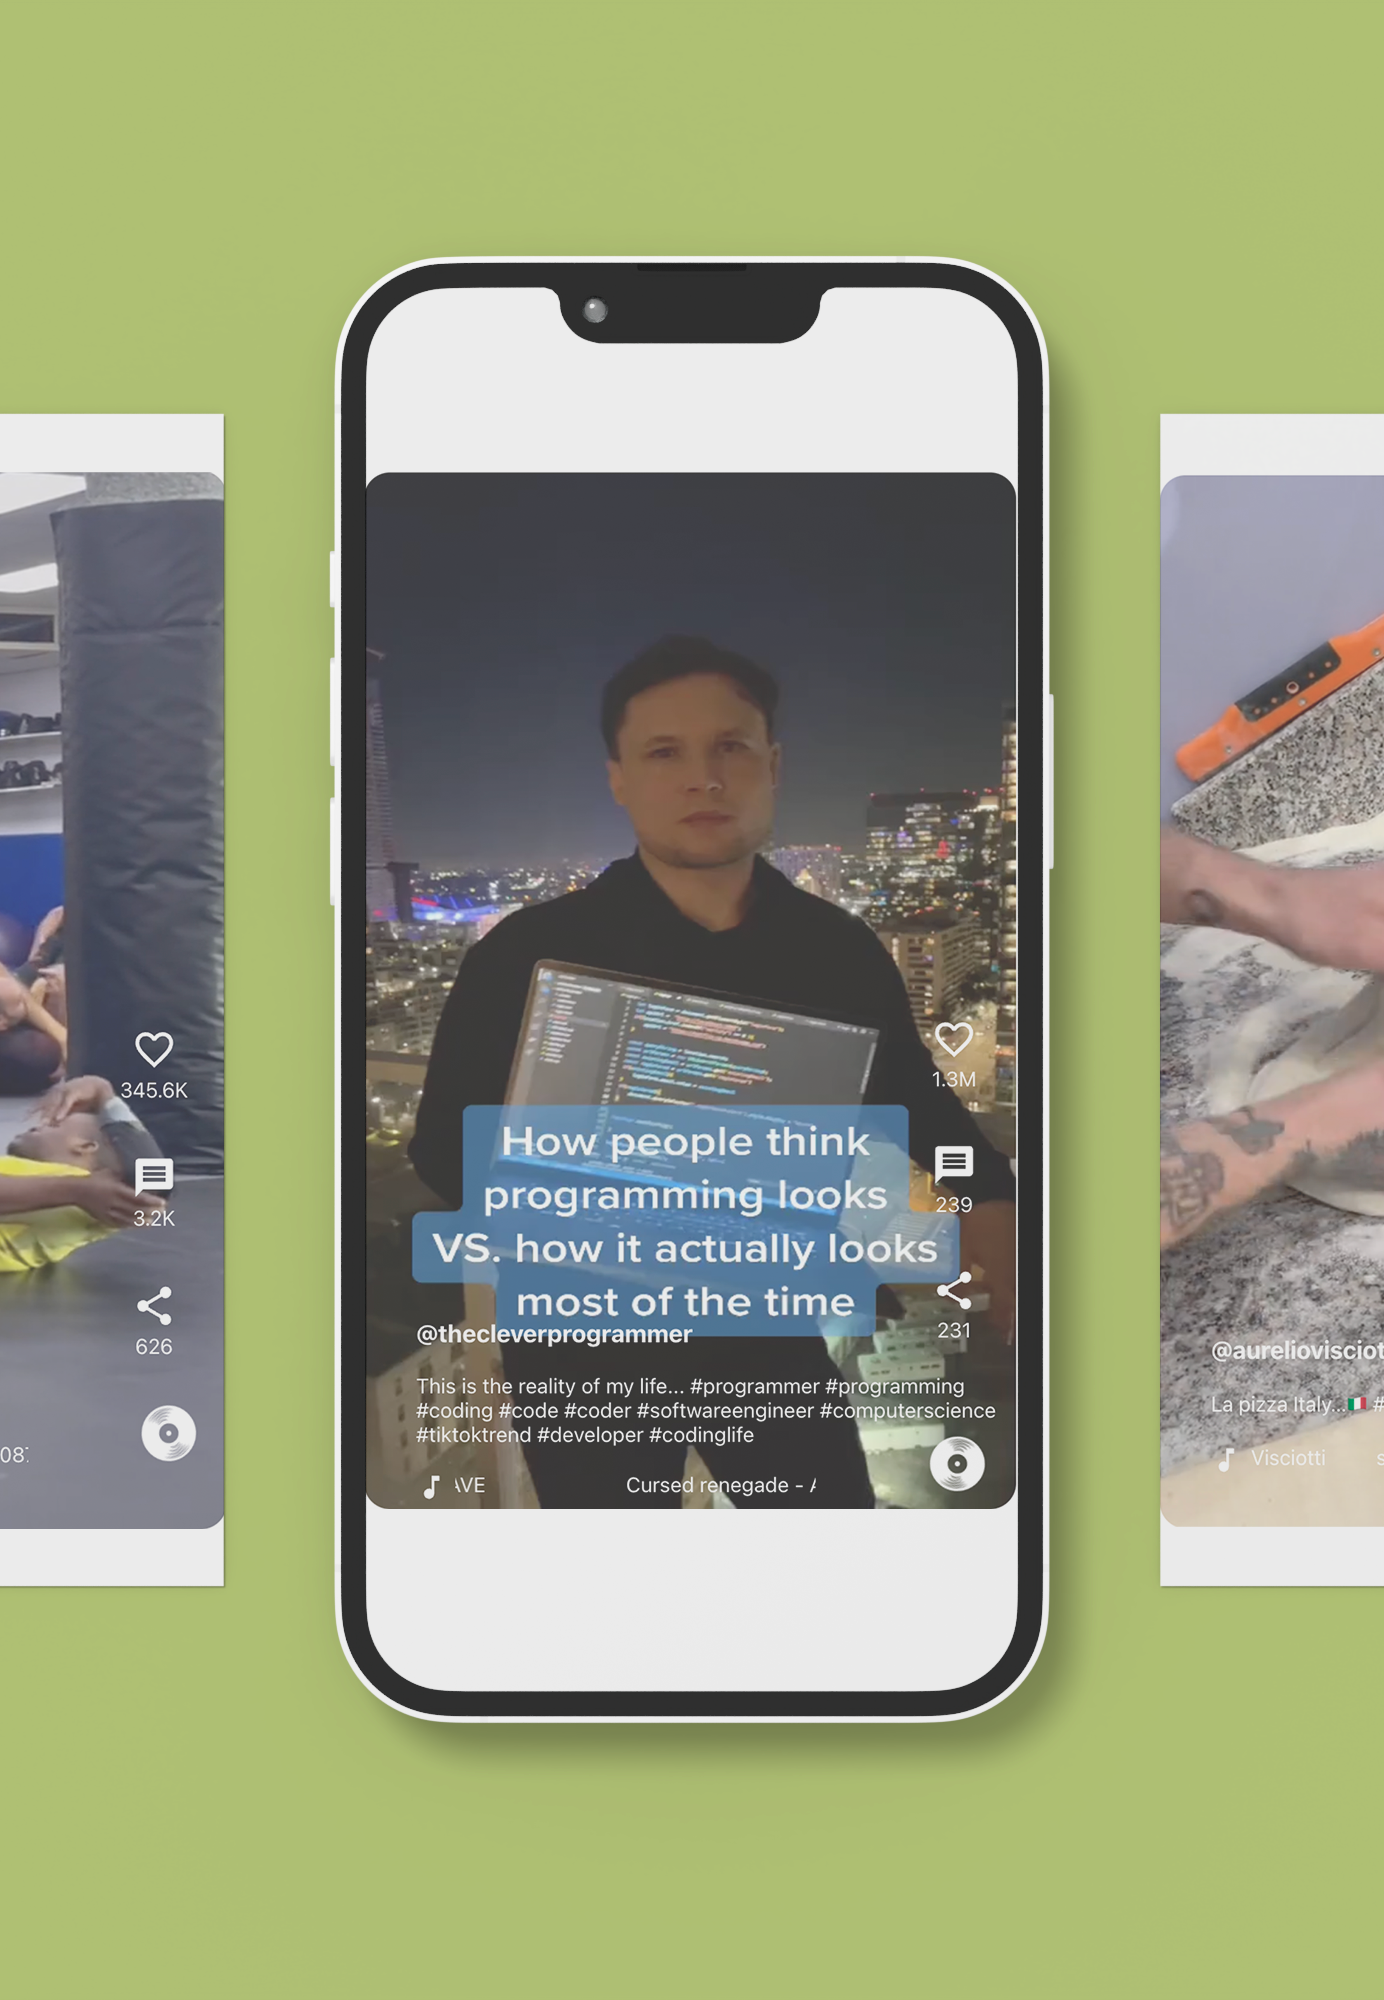 345.6K
3.2K
626
08:
How people think
programming looks
VS. how it actually looks
most of the time
1.3M
239
231
@thecleverprogrammer
This is the reality of my life... #programmer #programming
#coding #code #coder #softwareengineer #computerscience
#tiktoktrend #developer #codinglife
VE
Cursed renegade -
@aureliovisciot
La pizza Italy...🇮🇹 #
Visciotti
s